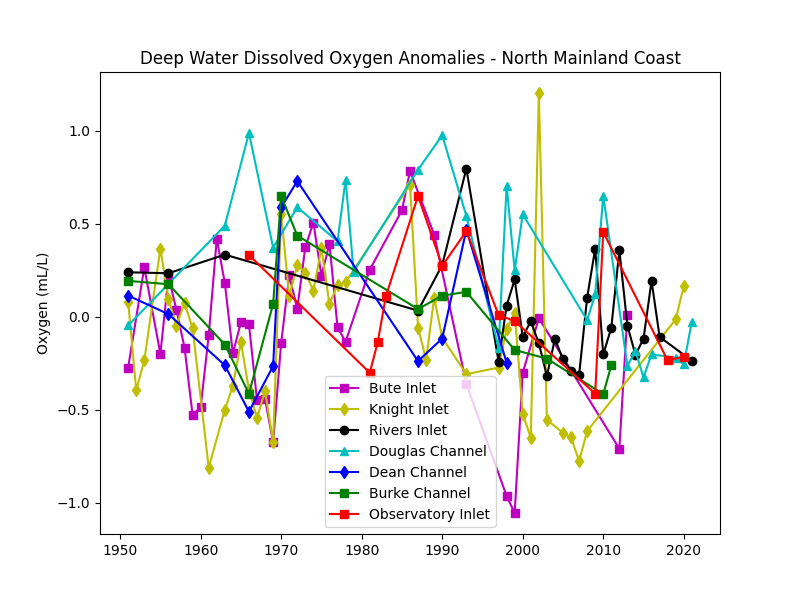 Deep Water Dissolved Oxygen Anomalies - North Mainland Coast
Oxygen (mL/L)
1.0
0.5
0.0
−0.5
−1.0
Bute Inlet
Knight Inlet
Rivers Inlet
Douglas Channel
Dean Channel
Burke Channel
Observatory Inlet
1950 1960 1970 1980 1990 2000 2010 2020